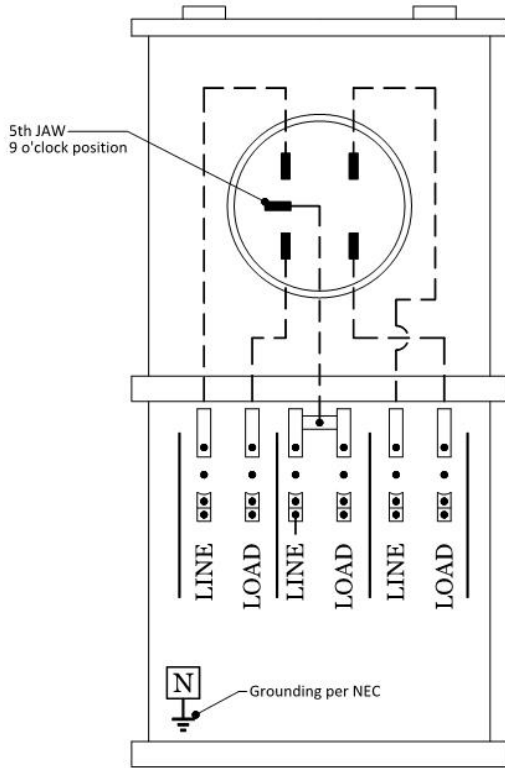 5th JAW
9 o'clock position
LINE
LOAD
LINE
LOAD
LINE
LOAD
N
Grounding per NEC